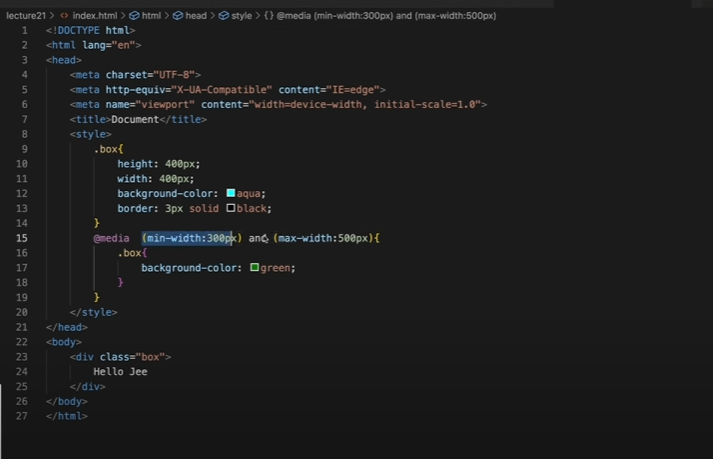 lecture21 > <> index.html > html > head > style > {} @media (min-width:300px) and (max-width:500px)
1 <!DOCTYPE html>
2 <html lang="en">
3 <head>
4 <meta charset="UTF-8">
5 <meta http-equiv="X-UA-Compatible" content="IE=edge">
6 <meta name="viewport" content="width=device-width, initial-scale=1.0">
7 <title>Document</title>
8 <style>
9 .box{
10 height: 400px;
11 width: 400px;
12 background-color: aqua;
13 border: 3px solid black;
14 }
15 @media (min-width:300px) and (max-width:500px){
16 .box{
17 background-color: green;
18 }
19 }
20 </style>
21 </head>
22 <body>
23 <div class="box">
24 Hello Jee
25 </div>
26 </body>
27 </html>